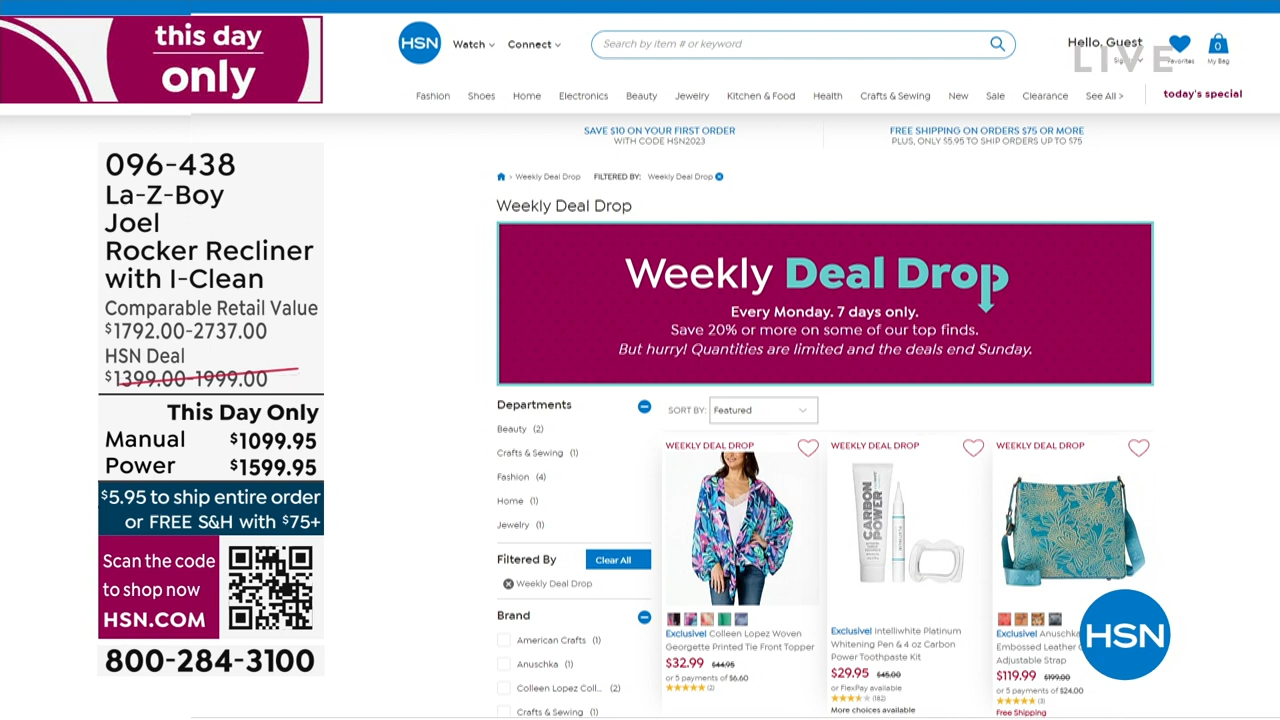 this day
only
096-438
La-Z-Boy
Joel
Rocker Recliner
with I-Clean
Comparable Retail Value
$1792.00-2737.00
HSN Deal
$1399.00-1999.00
This Day Only
Manual $1099.95
Power $1599.95
$5.95 to ship entire order
or FREE S&H with $75+
Scan the code
to shop now
HSN.COM
800-284-3100
HSN Watch Connect Search by item # or keyword Hello, Guest
LIVE
Favorites 0 My Bag
Fashion Shoes Home Electronics Beauty Jewelry Kitchen & Food Health Crafts & Sewing New Sale Clearance See All > today's special
SAVE $10 ON YOUR FIRST ORDER
WITH CODE HSN2023
FREE SHIPPING ON ORDERS $75 OR MORE
PLUS, ONLY $5.95 TO SHIP ORDERS UP TO $75
> Weekly Deal Drop FILTERED BY: Weekly Deal Drop
Weekly Deal Drop
Weekly Deal Drop
Every Monday. 7 days only.
Save 20% or more on some of our top finds.
But hurry! Quantities are limited and the deals end Sunday.
Departments
Beauty (2)
Crafts & Sewing (1)
Fashion (4)
Home (1)
Jewelry (1)
Filtered By Clear All
Weekly Deal Drop
Brand
American Crafts (1)
Anuschka (1)
Colleen Lopez Coll... (2)
Crafts & Sewing (1)
SORT BY: Featured
WEEKLY DEAL DROP
Exclusive! Colleen Lopez Woven
Georgette Printed Tie Front Topper
$32.99 $44.95
or 5 payments of $6.60
(2)
WEEKLY DEAL DROP
CARBON
POWER
PLATINUM
Exclusive! Intelliwhite Platinum
Whitening Pen & 4 oz Carbon
Power Toothpaste Kit
$29.95 $45.00
or FlexPay available
(182)
More choices available
WEEKLY DEAL DROP
Exclusive! Anuschka
Embossed Leather
Adjustable Strap
$119.99 $199.00
or 5 payments of $24.00
(3)
Free Shipping
HSN